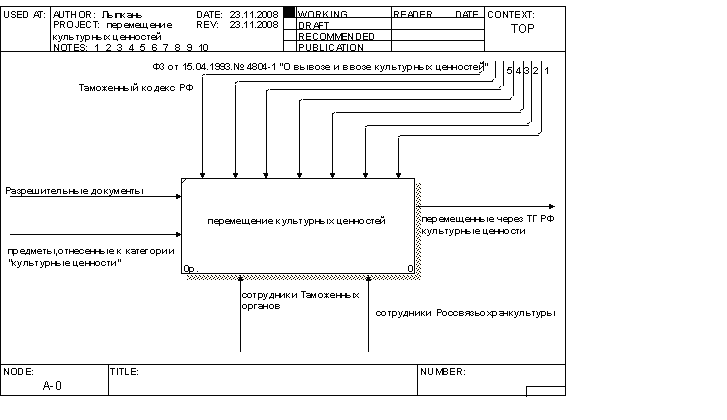 USED AT:
AUTHOR: Лыпкань
DATE: 23.11.2008
WORKING
READER
DATE
CONTEXT:
PROJECT: перемещение
REV: 23.11.2008
DRAFT
TOP
культурных ценностей
RECOMMENDED
NOTES: 1 2 3 4 5 6 7 8 9 10
PUBLICATION
ФЗ от 15.04.1993.№ 4804-1 "О вывозе и ввозе культурных ценностей"
5 4 3 2 1
Таможенный кодекс РФ
Разрешительные документы
перемещение культурных ценностей
перемещенные через ТГ РФ
культурные ценности
предметы,отнесенные к категории
"культурные ценности"
0р.
0
сотрудники Таможенных
органов
сотрудники Россвязьохранкультуры
NODE:
TITLE:
NUMBER:
A-0